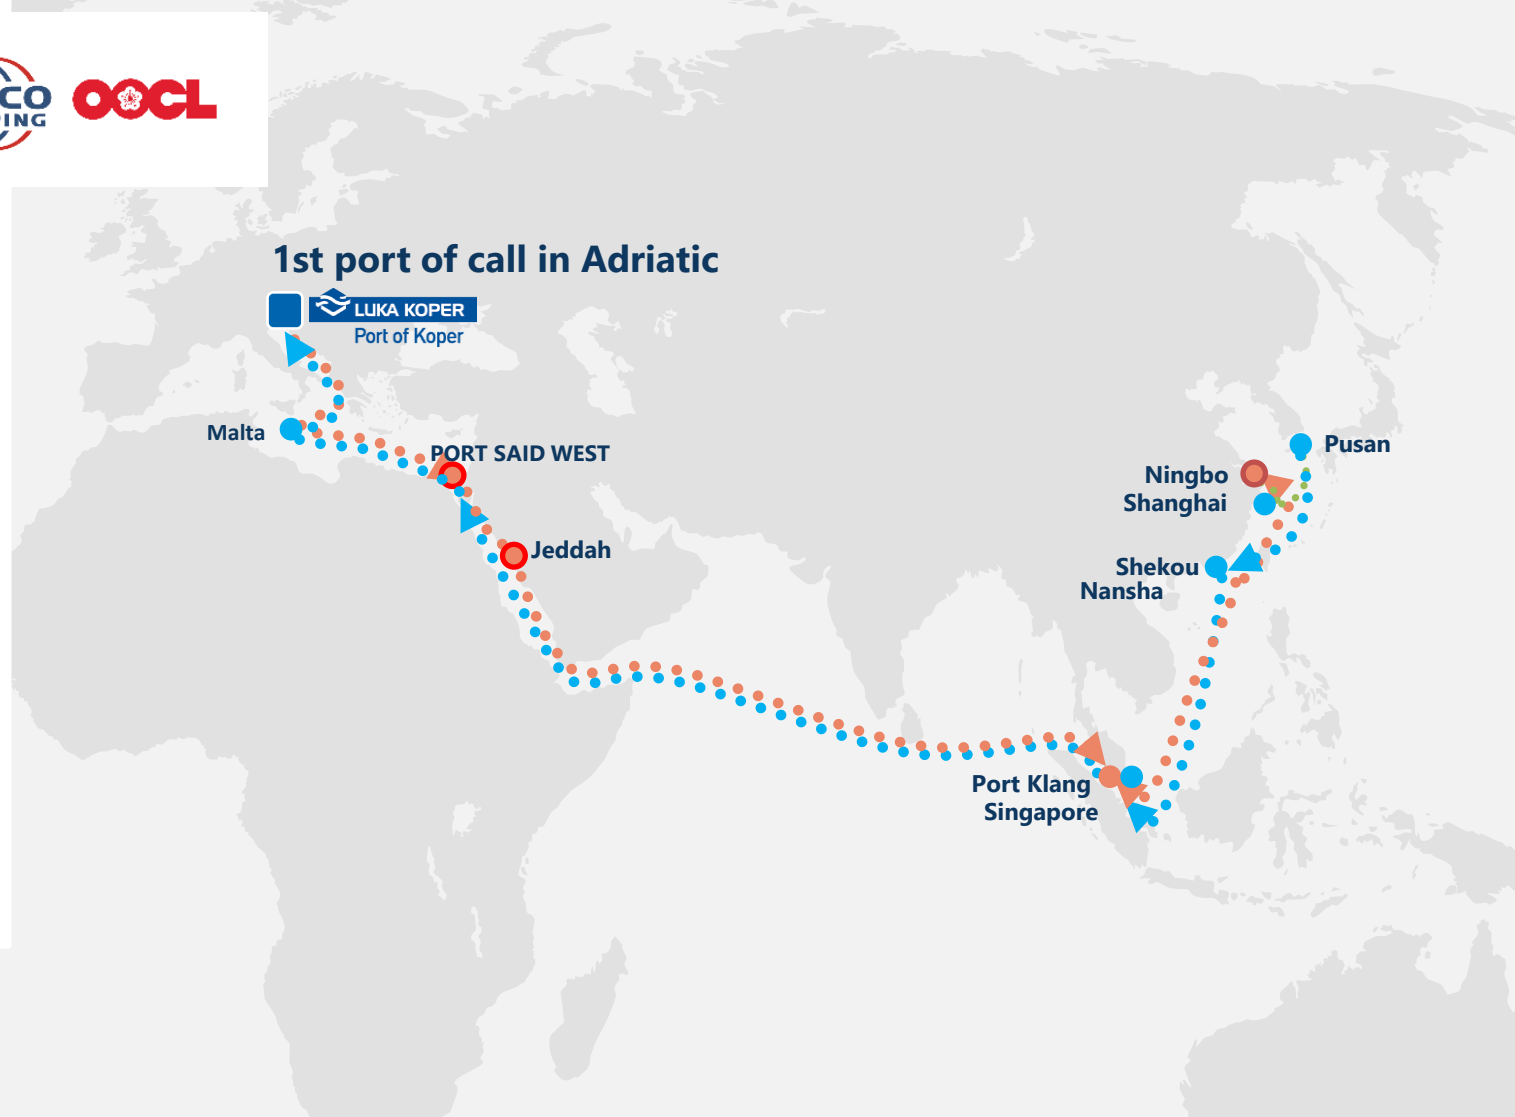 CO
PING
OOCL
1st port of call in Adriatic
LUKA KOPER
Port of Koper
Malta
PORT SAID WEST
Jeddah
Pusan
Ningbo
Shanghai
Shekou
Nansha
Port Klang
Singapore